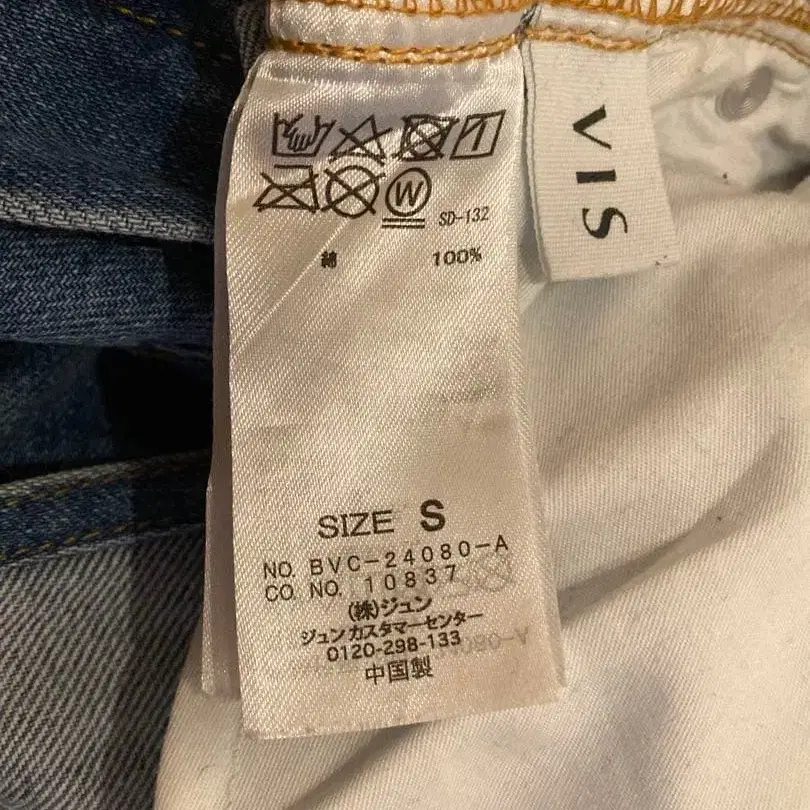 W
SD-132
綿 100%
VIS
SIZE S
NO. BVC-24080-A
CO. NO. 10837
(株)ジュン
ジュンカスタマーセンター
0120-298-133
中国製